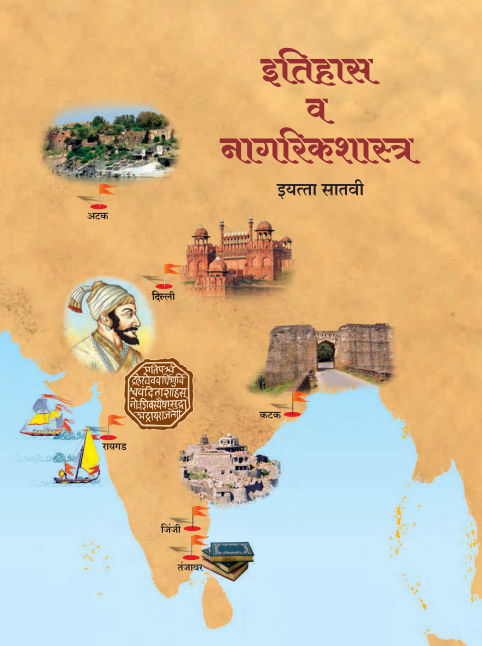 इतिहास
व
नागरिकशास्त्र
इयत्ता सातवी
अटक
दिल्ली
कटक
रायगड
जिंजी
तंजावर